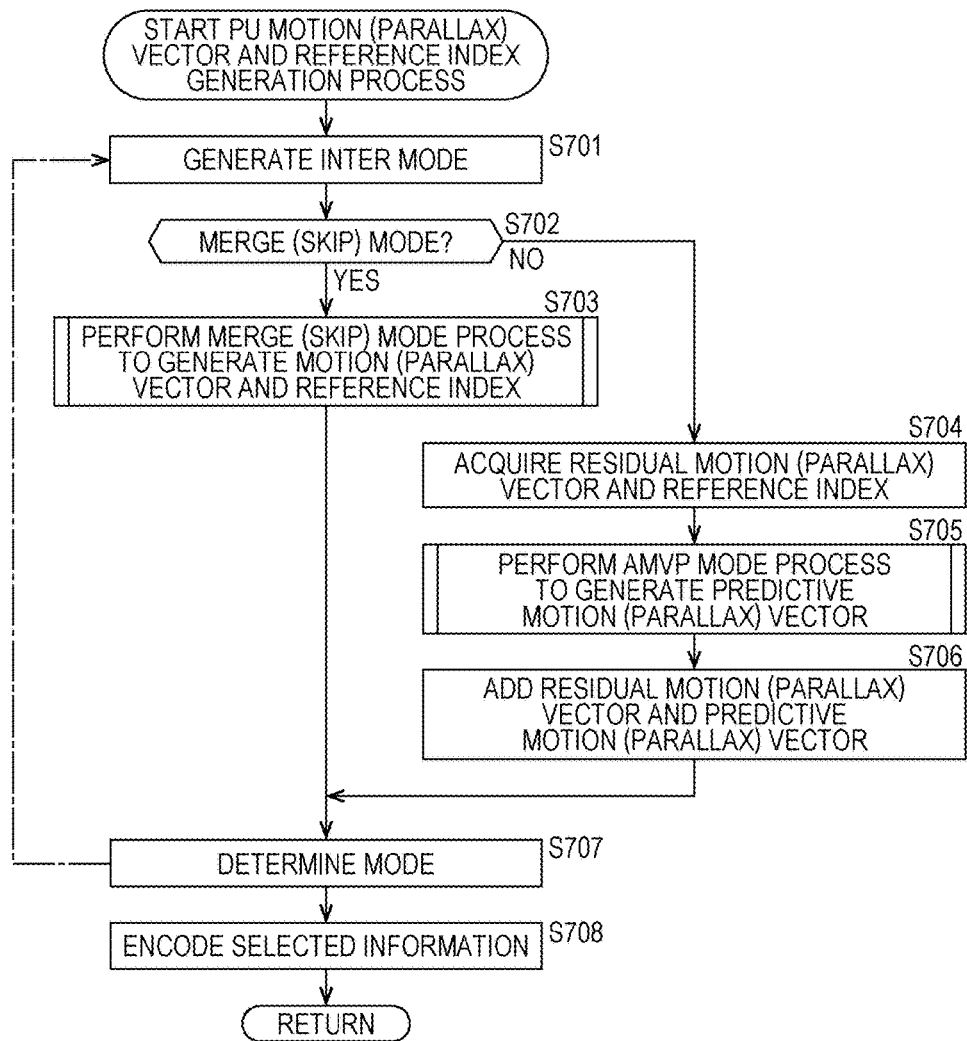 START PU MOTION (PARALLAX)
VECTOR AND REFERENCE INDEX
GENERATION PROCESS
GENERATE INTER MODE
S701
MERGE (SKIP) MODE?
S702
NO
YES
S703
PERFORM MERGE (SKIP) MODE PROCESS
TO GENERATE MOTION (PARALLAX)
VECTOR AND REFERENCE INDEX
S704
ACQUIRE RESIDUAL MOTION (PARALLAX)
VECTOR AND REFERENCE INDEX
S705
PERFORM AMVP MODE PROCESS
TO GENERATE PREDICTIVE
MOTION (PARALLAX) VECTOR
S706
ADD RESIDUAL MOTION (PARALLAX)
VECTOR AND PREDICTIVE
MOTION (PARALLAX) VECTOR
DETERMINE MODE
S707
ENCODE SELECTED INFORMATION
S708
RETURN